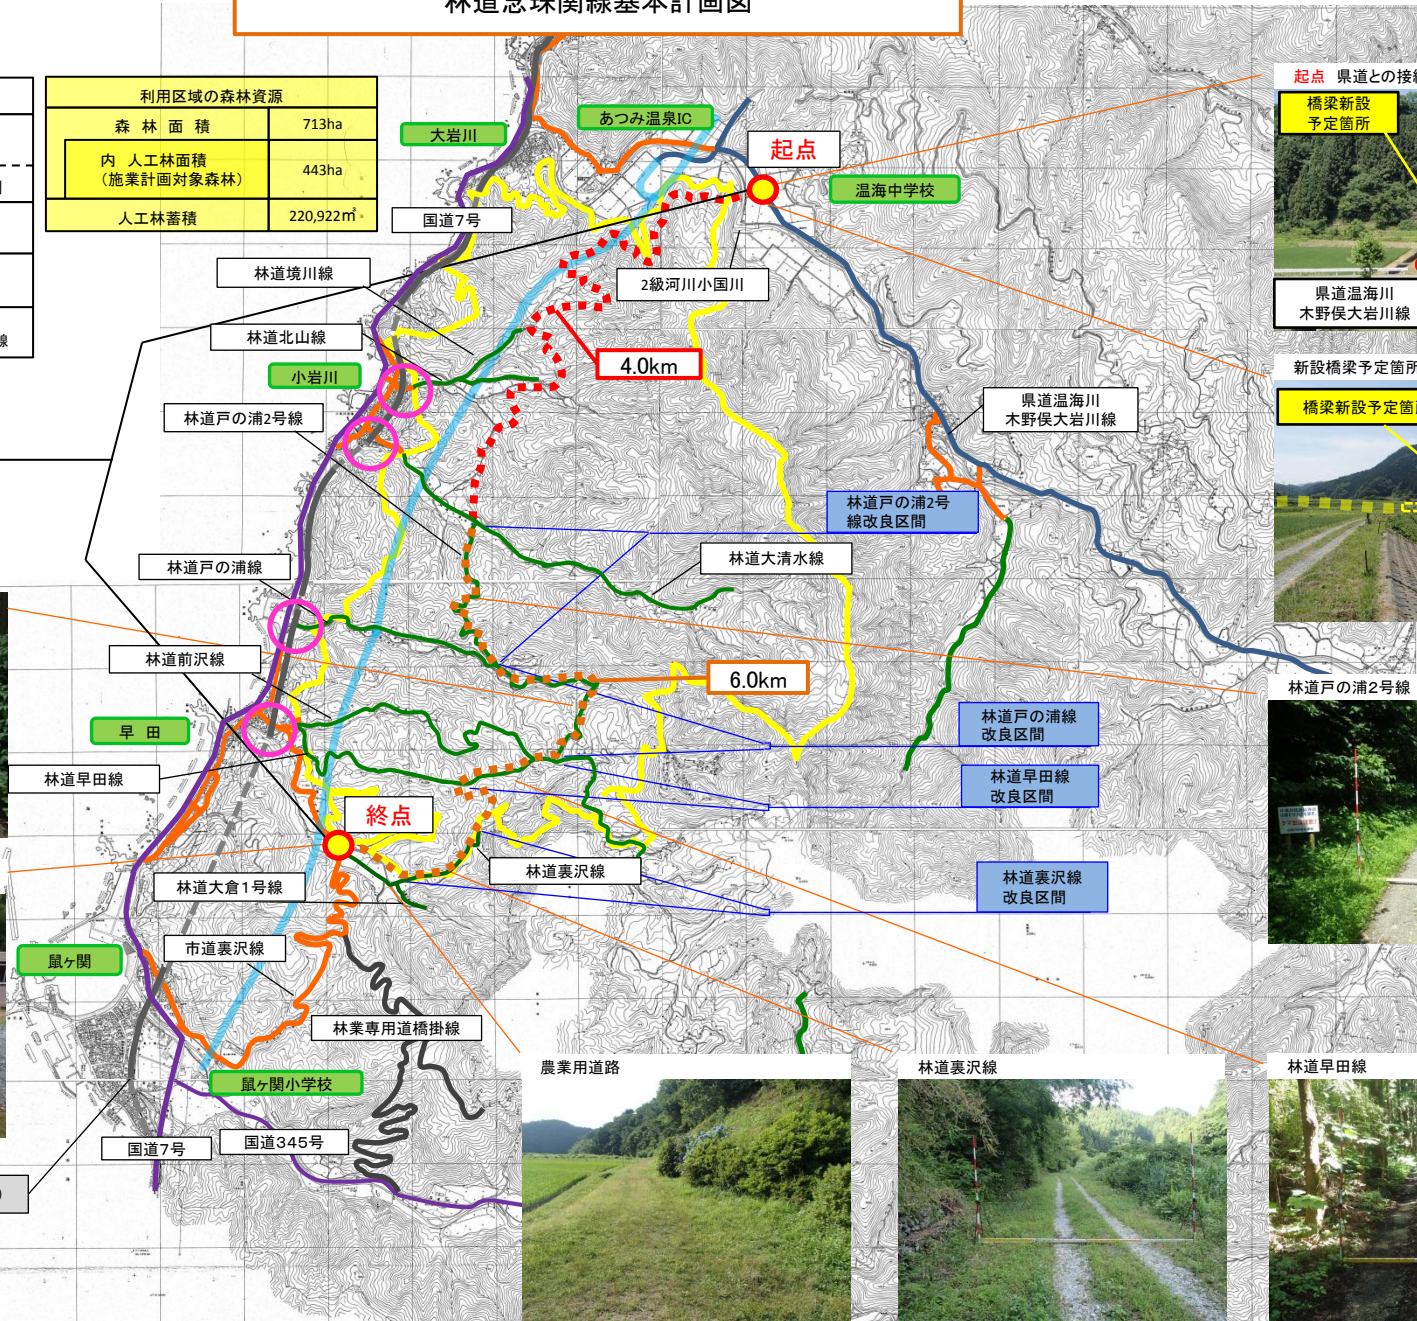 林道念珠関線基本計画図
利用区域の森林資源
森林面積
713ha
内 人工林面積
（施業計画対象森林）
443ha
人工林蓄積
220,922㎥
大岩川
あつみ温泉IC
起点
温海中学校
国道7号
2級河川小国川
林道境川線
林道北山線
小岩川
4.0km
林道戸の浦2号線
県道温海川
木野俣大岩川線
林道戸の浦2号
線改良区間
林道戸の浦線
林道大清水線
林道前沢線
6.0km
早 田
林道戸の浦線
改良区間
林道早田線
林道早田線
改良区間
終点
林道裏沢線
林道大倉1号線
林道裏沢線
改良区間
市道裏沢線
鼠ヶ関
林業専用道橋掛線
鼠ヶ関小学校
国道7号
国道345号
起点 県道との接
橋梁新設
予定箇所
県道温海川
木野俣大岩川線
新設橋梁予定箇所
橋梁新設予定箇
林道戸の浦2号線
農業用道路
林道裏沢線
林道早田線
線